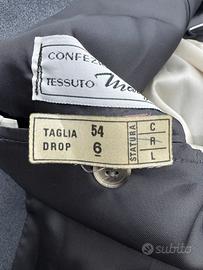 CONFEZ
TESSUTO
TAGLIA 54
DROP 6
STATURA
C
R
L
subito